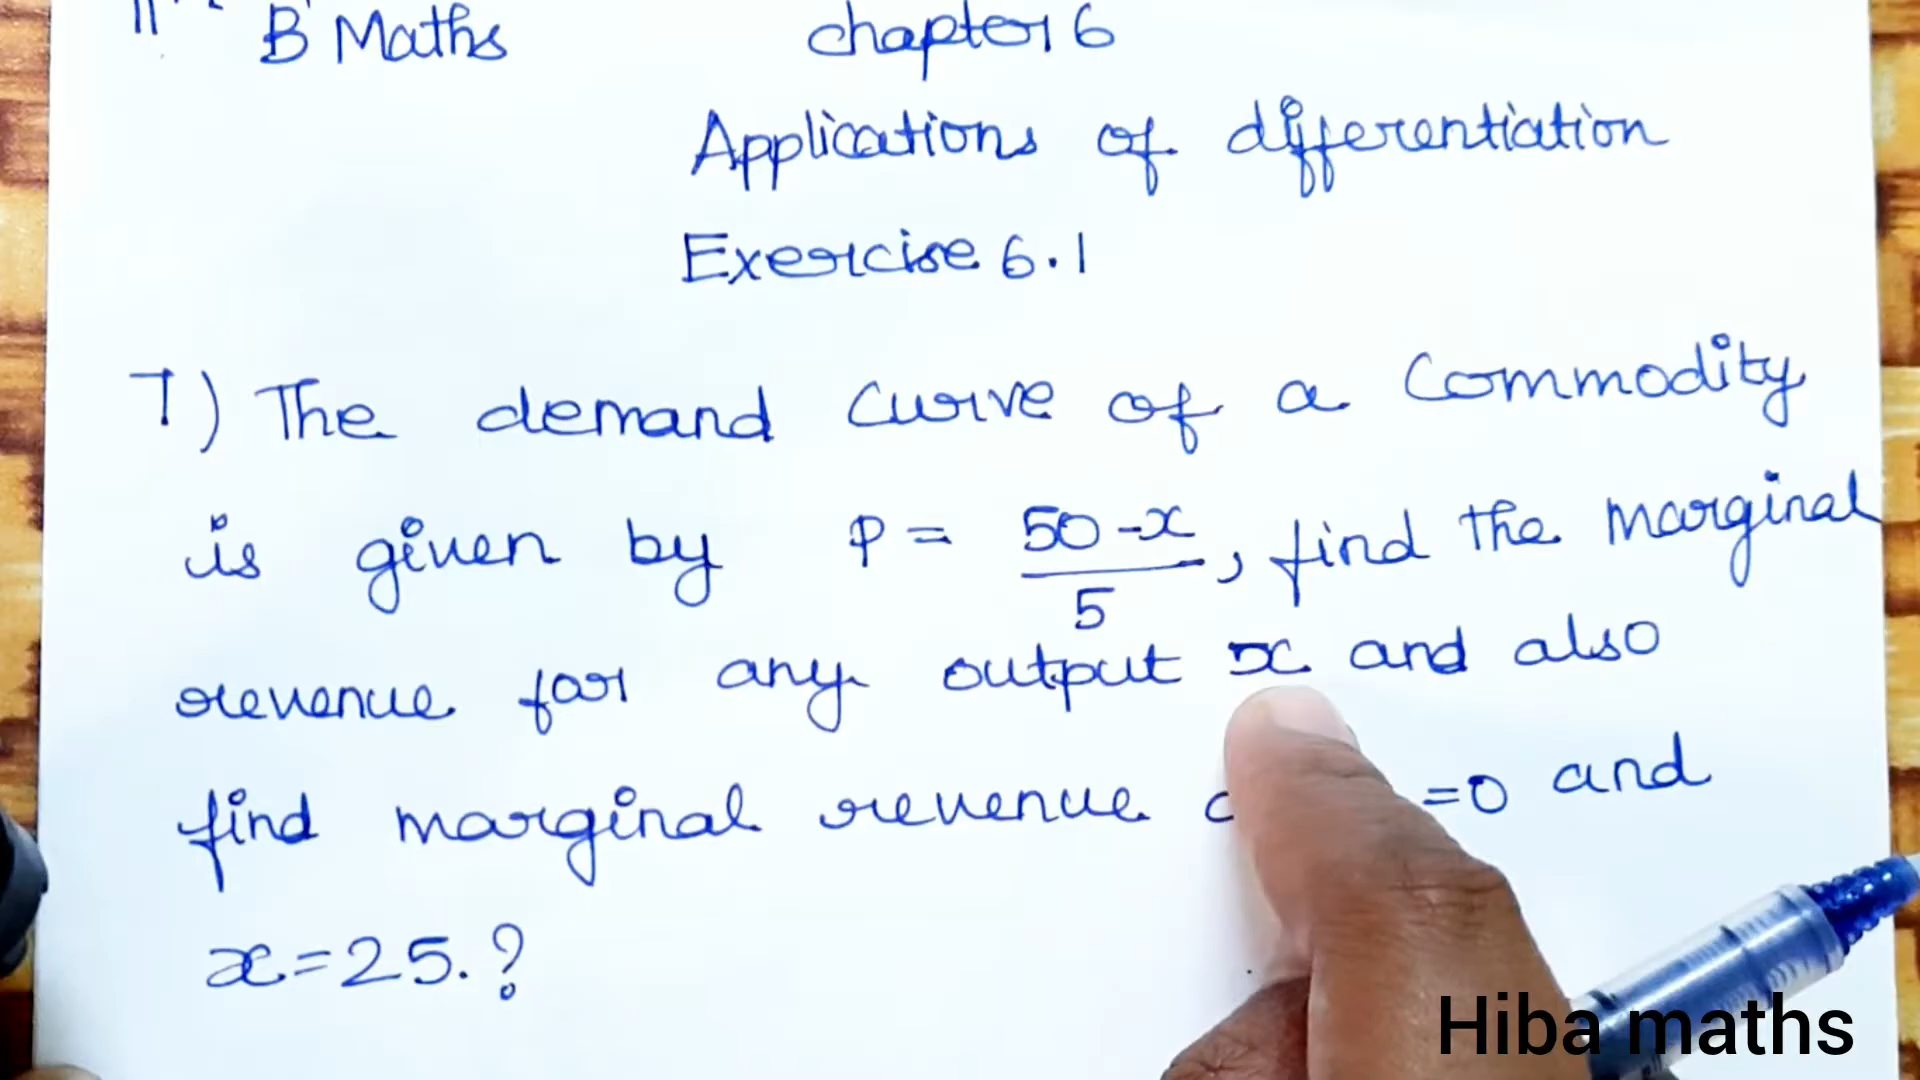 B Maths chapter 6
Applications of differentiation
Exercise 6.1
7) The demand curve of a commodity
is given by P = 50-x/5, find the marginal
revenue for any output x and also
find marginal revenue =0 and
x=25.?
Hiba maths